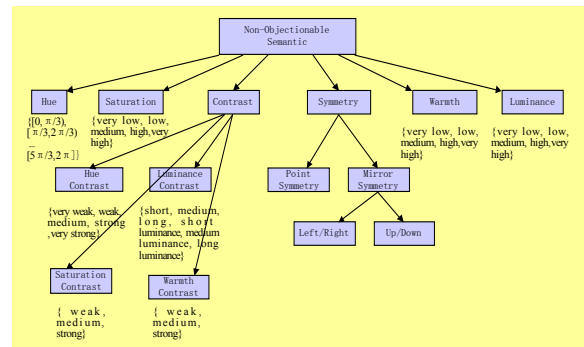 Non-Objectionable
Semantic
Hue
Saturation
Contrast
Symmetry
Warmth
Luminance
{[0, π/3),
[π/3,2π/3)
…
[5π/3,2π]}
{very low, low,
medium, high,very
high}
{very low, low,
medium, high,very
high}
{very low, low,
medium, high,very
high}
Hue
Contrast
Luminance
Contrast
Point
Symmetry
Mirror
Symmetry
{very weak, weak,
medium, strong
,very strong}
{short, medium,
long, short
luminance, medium
luminance, long
luminance}
Left/Right
Up/Down
Saturation
Contrast
Warmth
Contrast
{ weak,
medium,
strong}
{ weak,
medium,
strong}